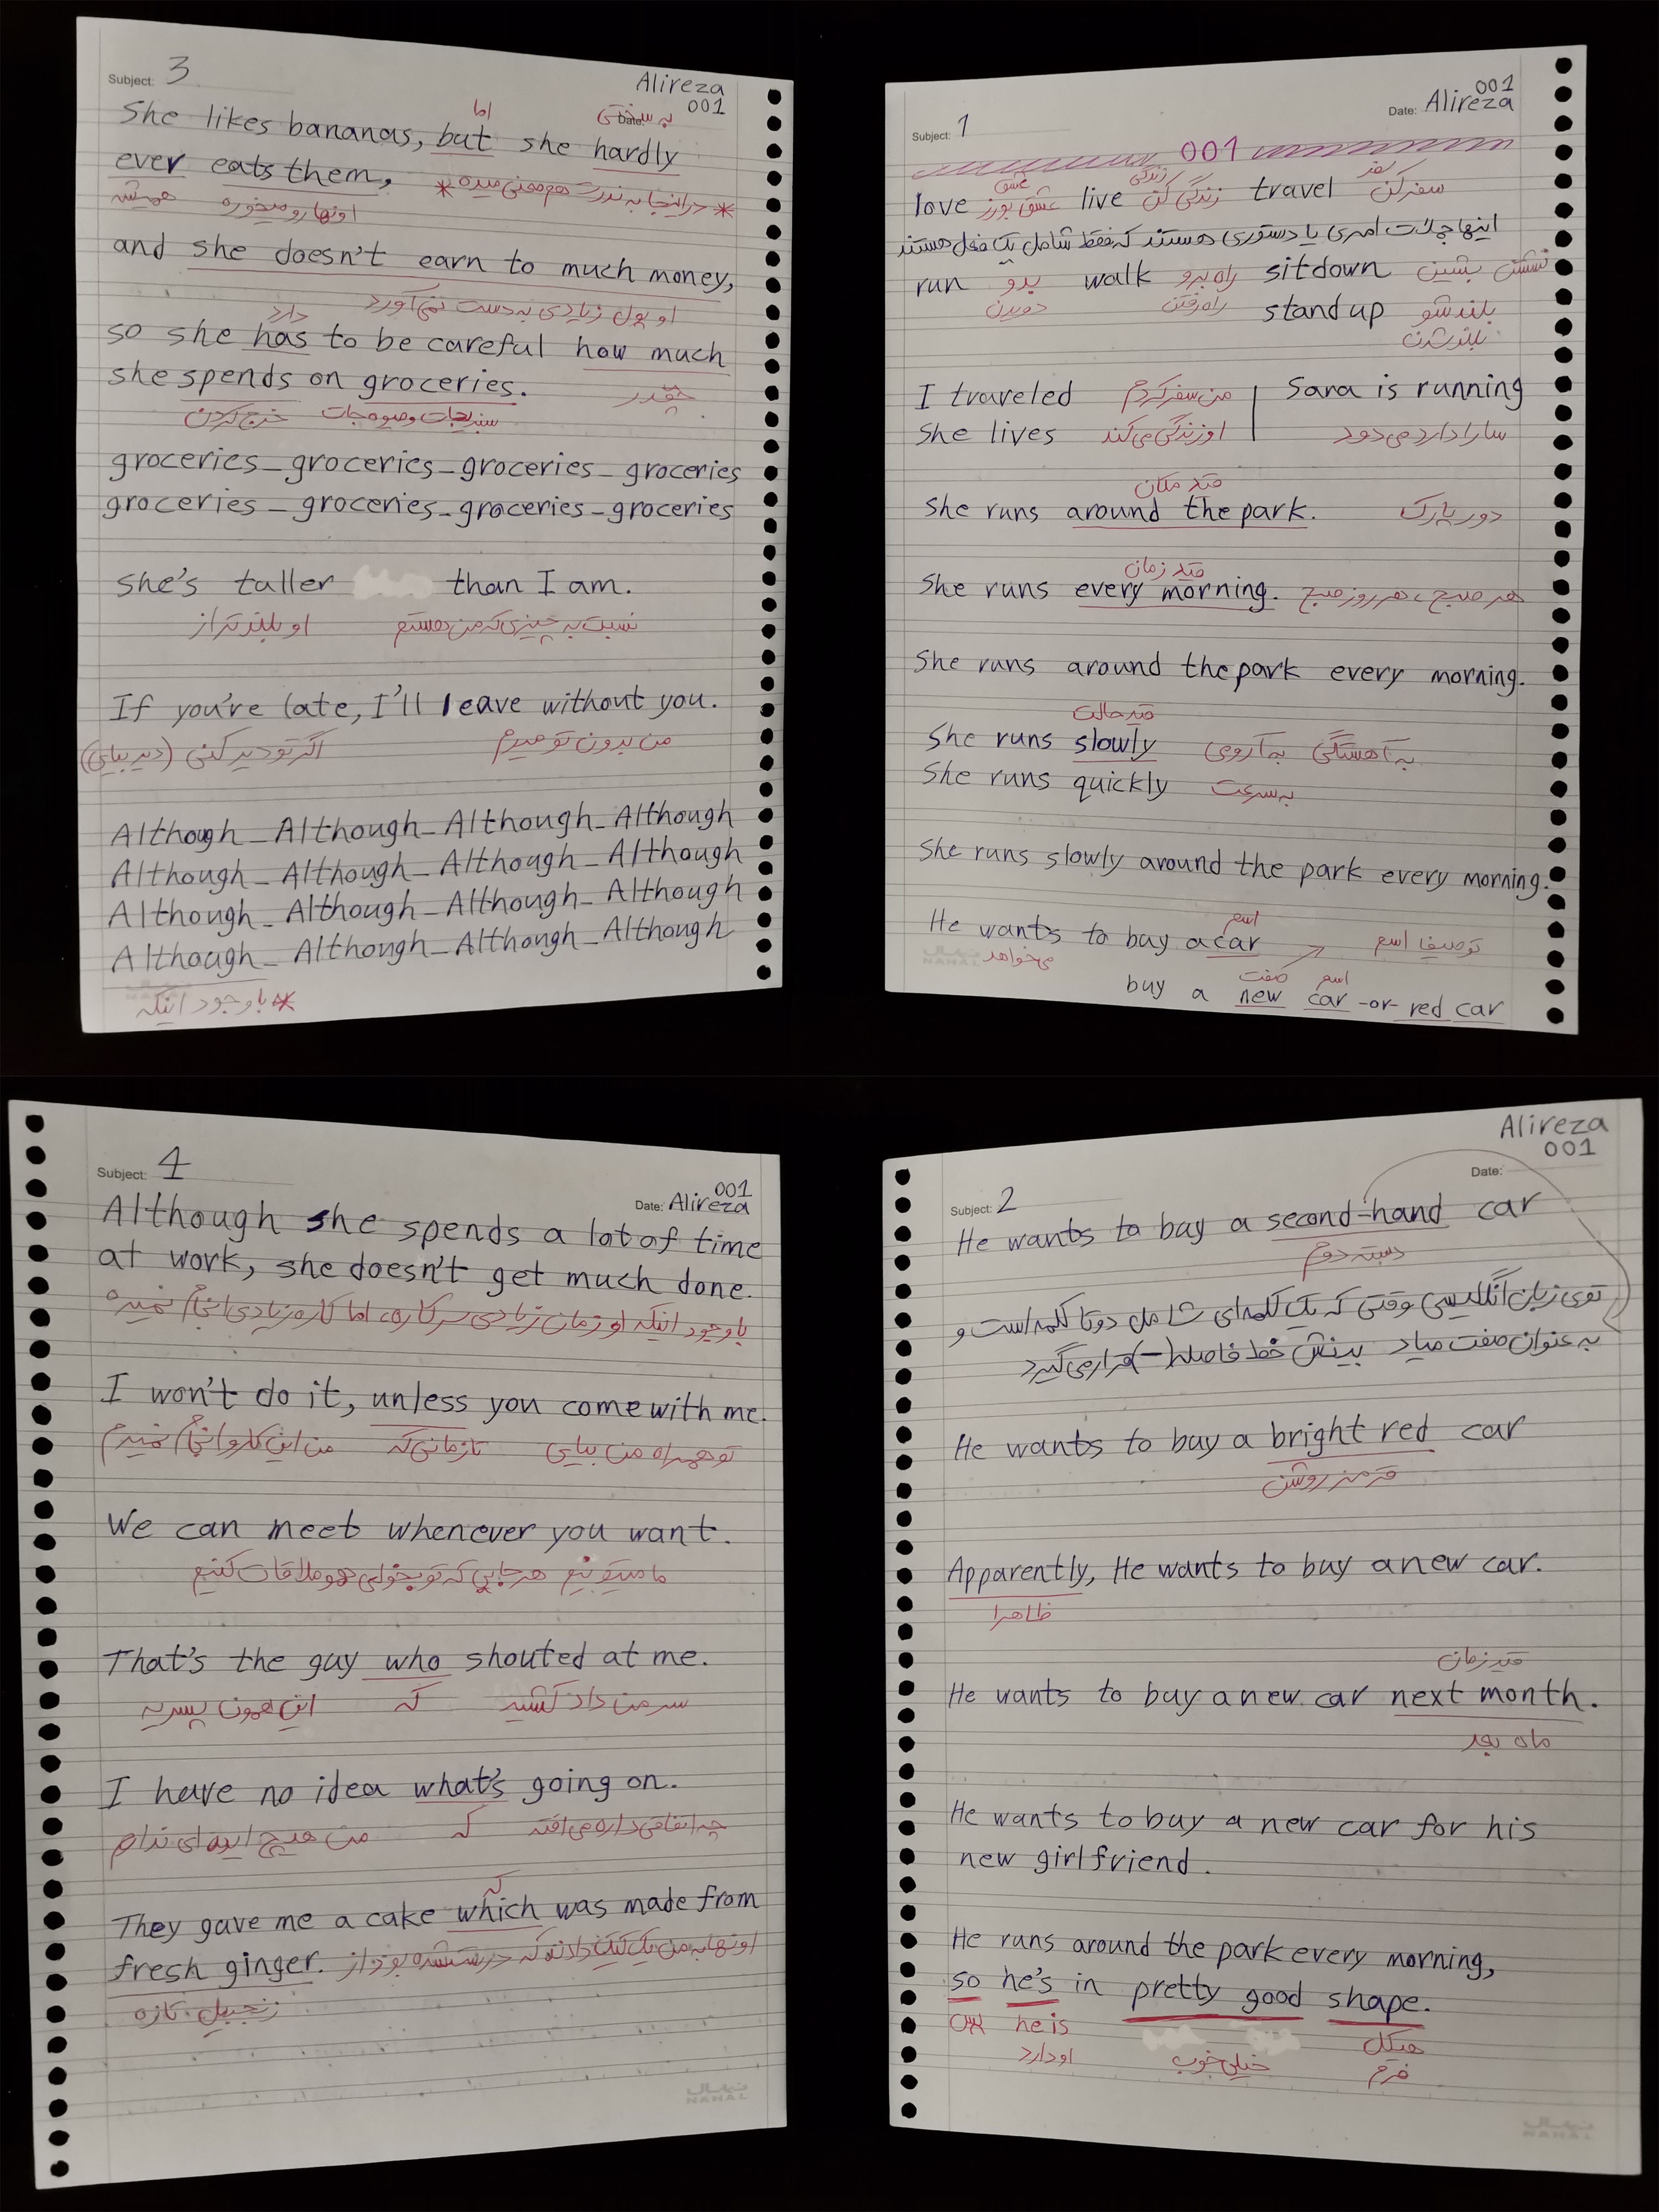 Subject: 1
001
Date: Alireza
001
عشق زندگی سفر
love عشق بورز live زندگی کن travel سفر کن
اینها جملات امری یا دستوری هستند که فقط شامل یک فعل هستند
run بدو walk راه برو sitdown بشین نشستن
دویدن راه رفتن stand up بلند شو
بلند شدن
I traveled من سفر کردم Sara is running
She lives او زندگی می‌کند سارا دارد می‌دود
قید مکان
She runs around the park. دور پارک
قید زمان
She runs every morning. هر صبح، هر روز صبح
She runs around the park every morning.
قید حالت
She runs slowly به آرومی به آهستگی
She runs quickly به سرعت
She runs slowly around the park every morning.
اسم
He wants to buy a car توصیف اسم
می‌خواهد
صفت اسم
buy a new car -or- red car
Alireza
001
Date:
Subject: 2
He wants to buy a second-hand car
دسته دوم
توی زبان انگلیسی وقتی که یک کلمه‌ای شامل دوتا کلمه است و
به عنوان صفت میاد بینش خط فاصله (-) قرار می‌گیرد
He wants to buy a bright red car
قرمز روشن
Apparently, He wants to buy a new car.
ظاهرا
قید زمان
He wants to buy a new car next month.
ماه بعد
He wants to buy a new car for his
new girlfriend.
He runs around the park every morning,
so he's in pretty good shape.
he is هیکل
او دارد خیلی خوب فرم
Subject: 3
Alireza
001
Date:
اما به سختی
She likes bananas, but she hardly
ever eats them, * در اینجا به ندرت هم معنی میده *
همیشه اونها رو میخوره
and she doesn't earn to much money,
او پول زیادی به دست نمی‌آورد
دارد
so she has to be careful how much
she spends on groceries. چقدر
خرج کردن سبزیجات و میوه جات
groceries_groceries_groceries_groceries
groceries_groceries_groceries_groceries
She's taller than I am.
او بلند تر از نسبت به چیزی که من هستم
If you're late, I'll leave without you.
اگر تو دیر کنی (دیر بیایی) من بدون تو میرم
Although_Although_Although_Although
Although_Although_Although_Although
Although_Although_Although_Although
Although_Although_Although_Although
* با وجود اینکه
Subject: 4
001
Date: Alireza
Although she spends a lot of time
at work, she doesn't get much done.
با وجود اینکه او زمان زیادی سر کاره، اما کاره زیادی انجام نمیده
I won't do it, unless you come with me.
من این کارو انجام نمیدم تا زمانی که تو همراه من بیایی
We can meet whenever you want.
ما میتونیم هرجایی که تو بخوای همو ملاقات کنیم
That's the guy who shouted at me.
این همون پسریه که سر من داد کشید
I have no idea what's going on.
من هیچ ایده‌ای ندارم که چه اتفاقی داره می‌افته
که
They gave me a cake which was made from
fresh ginger. اونها به من یک کیک دادند که درست شده بود از
زنجبیل تازه